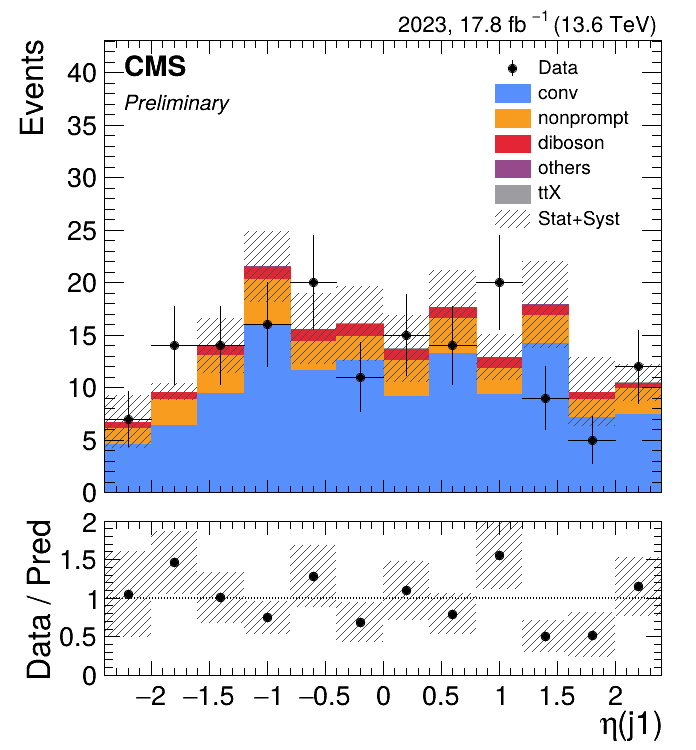 2023, 17.8 fb⁻¹ (13.6 TeV)
Events
CMS
Preliminary
Data
conv
nonprompt
diboson
others
ttX
Stat+Syst
40
35
30
25
20
15
10
5
0
Data / Pred
2
1.5
1
0.5
0
−2 −1.5 −1 −0.5 0 0.5 1 1.5 2
η(j1)